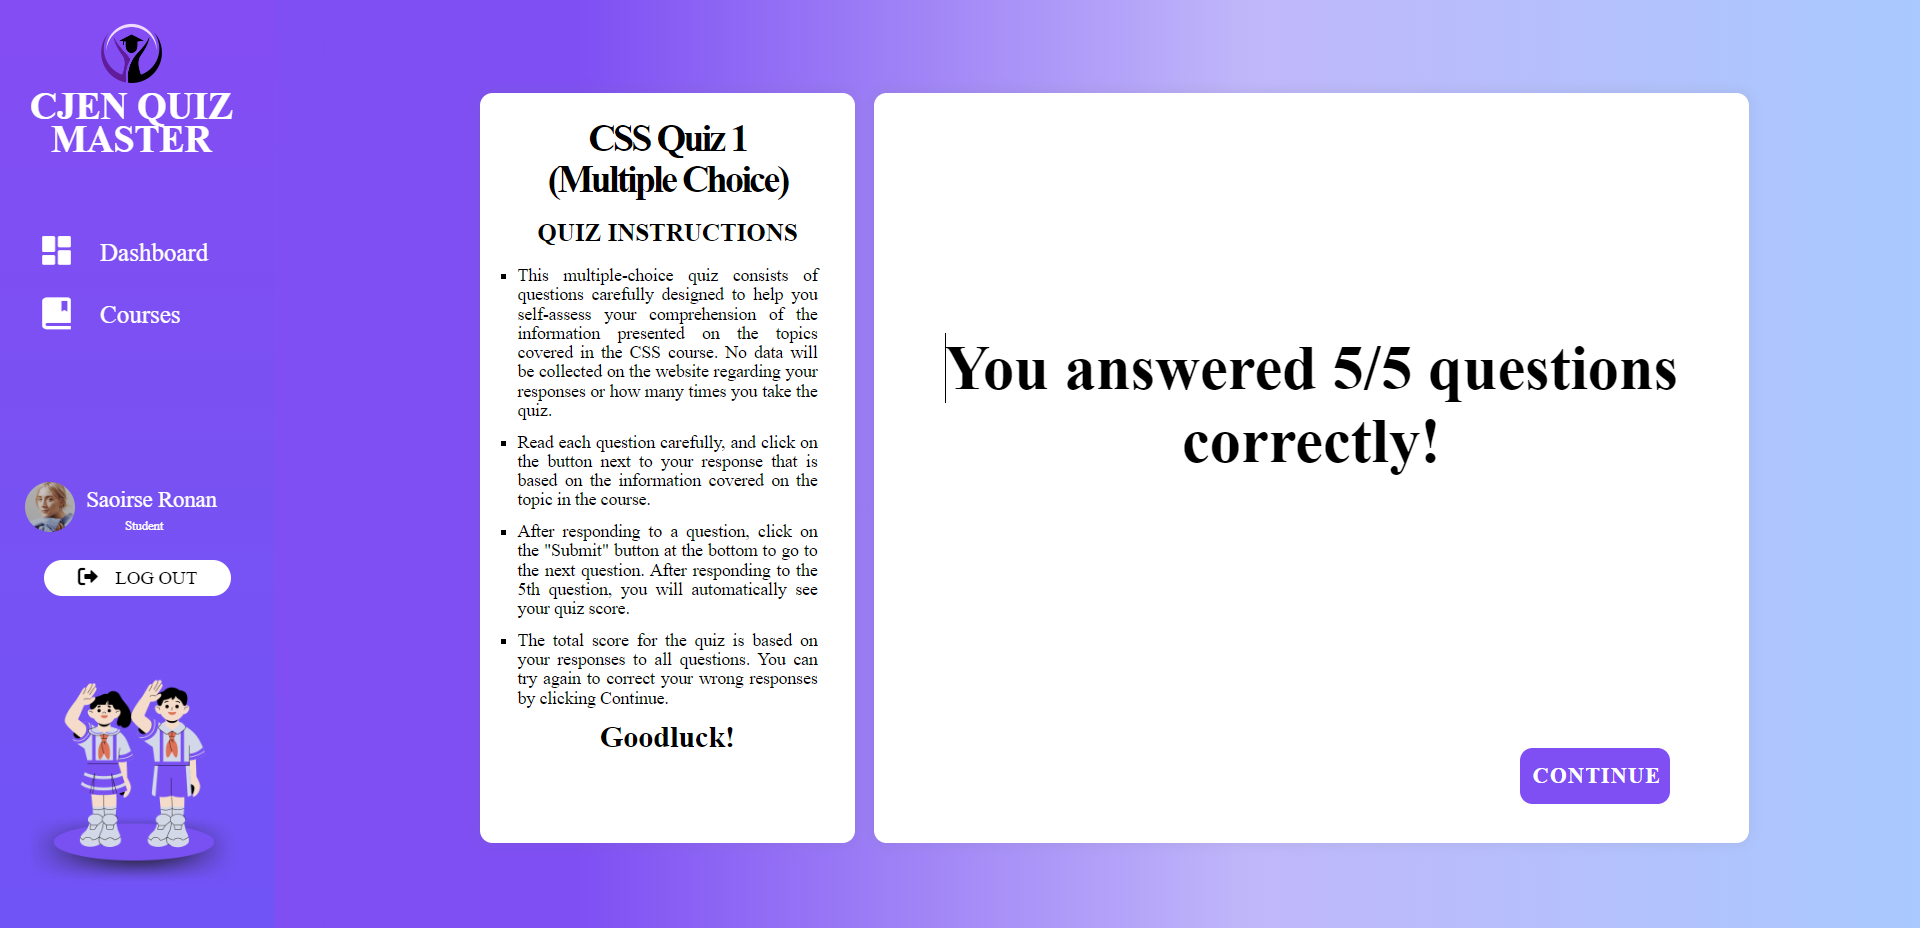 CJEN QUIZ
MASTER
Dashboard
Courses
Saoirse Ronan
Student
LOG OUT
CSS Quiz 1
(Multiple Choice)
QUIZ INSTRUCTIONS
This multiple-choice quiz consists of
questions carefully designed to help you
self-assess your comprehension of the
information presented on the topics
covered in the CSS course. No data will
be collected on the website regarding your
responses or how many times you take the
quiz.
Read each question carefully, and click on
the button next to your response that is
based on the information covered on the
topic in the course.
After responding to a question, click on
the "Submit" button at the bottom to go to
the next question. After responding to the
5th question, you will automatically see
your quiz score.
The total score for the quiz is based on
your responses to all questions. You can
try again to correct your wrong responses
by clicking Continue.
Goodluck!
You answered 5/5 questions
correctly!
CONTINUE